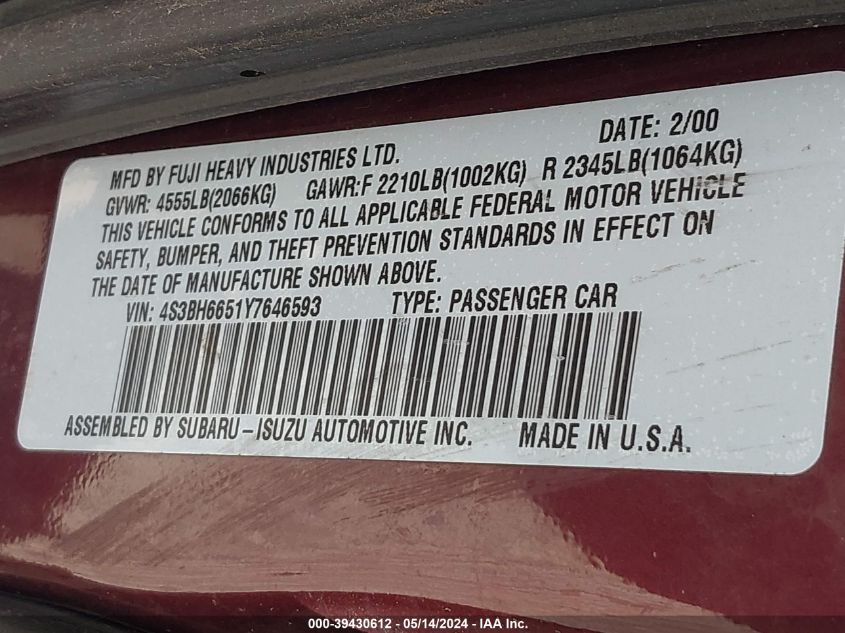 DATE: 2/00
MFD BY FUJI HEAVY INDUSTRIES LTD.
GVWR: 4555LB(2066KG) GAWR:F 2210LB(1002KG) R 2345LB(1064KG)
THIS VEHICLE CONFORMS TO ALL APPLICABLE FEDERAL MOTOR VEHICLE
SAFETY, BUMPER, AND THEFT PREVENTION STANDARDS IN EFFECT ON
THE DATE OF MANUFACTURE SHOWN ABOVE.
VIN: 4S3BH6651Y7646593 TYPE: PASSENGER CAR
ASSEMBLED BY SUBARU-ISUZU AUTOMOTIVE INC. MADE IN U.S.A.
000-39430612 - 05/14/2024 - IAA Inc.